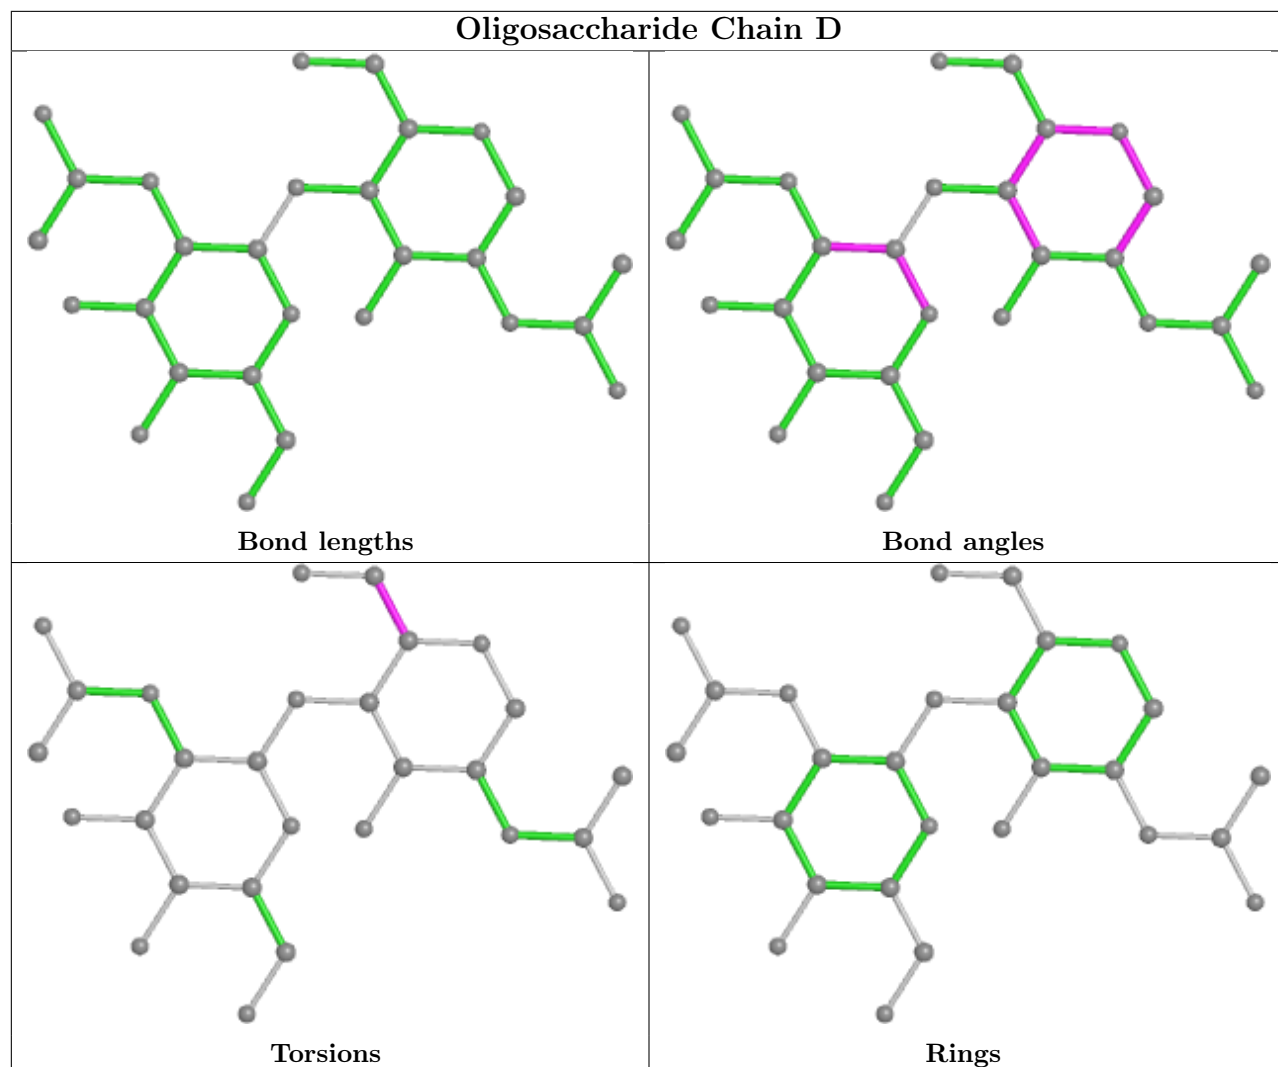 Oligosaccharide Chain D
Bond lengths
Bond angles
Torsions
Rings